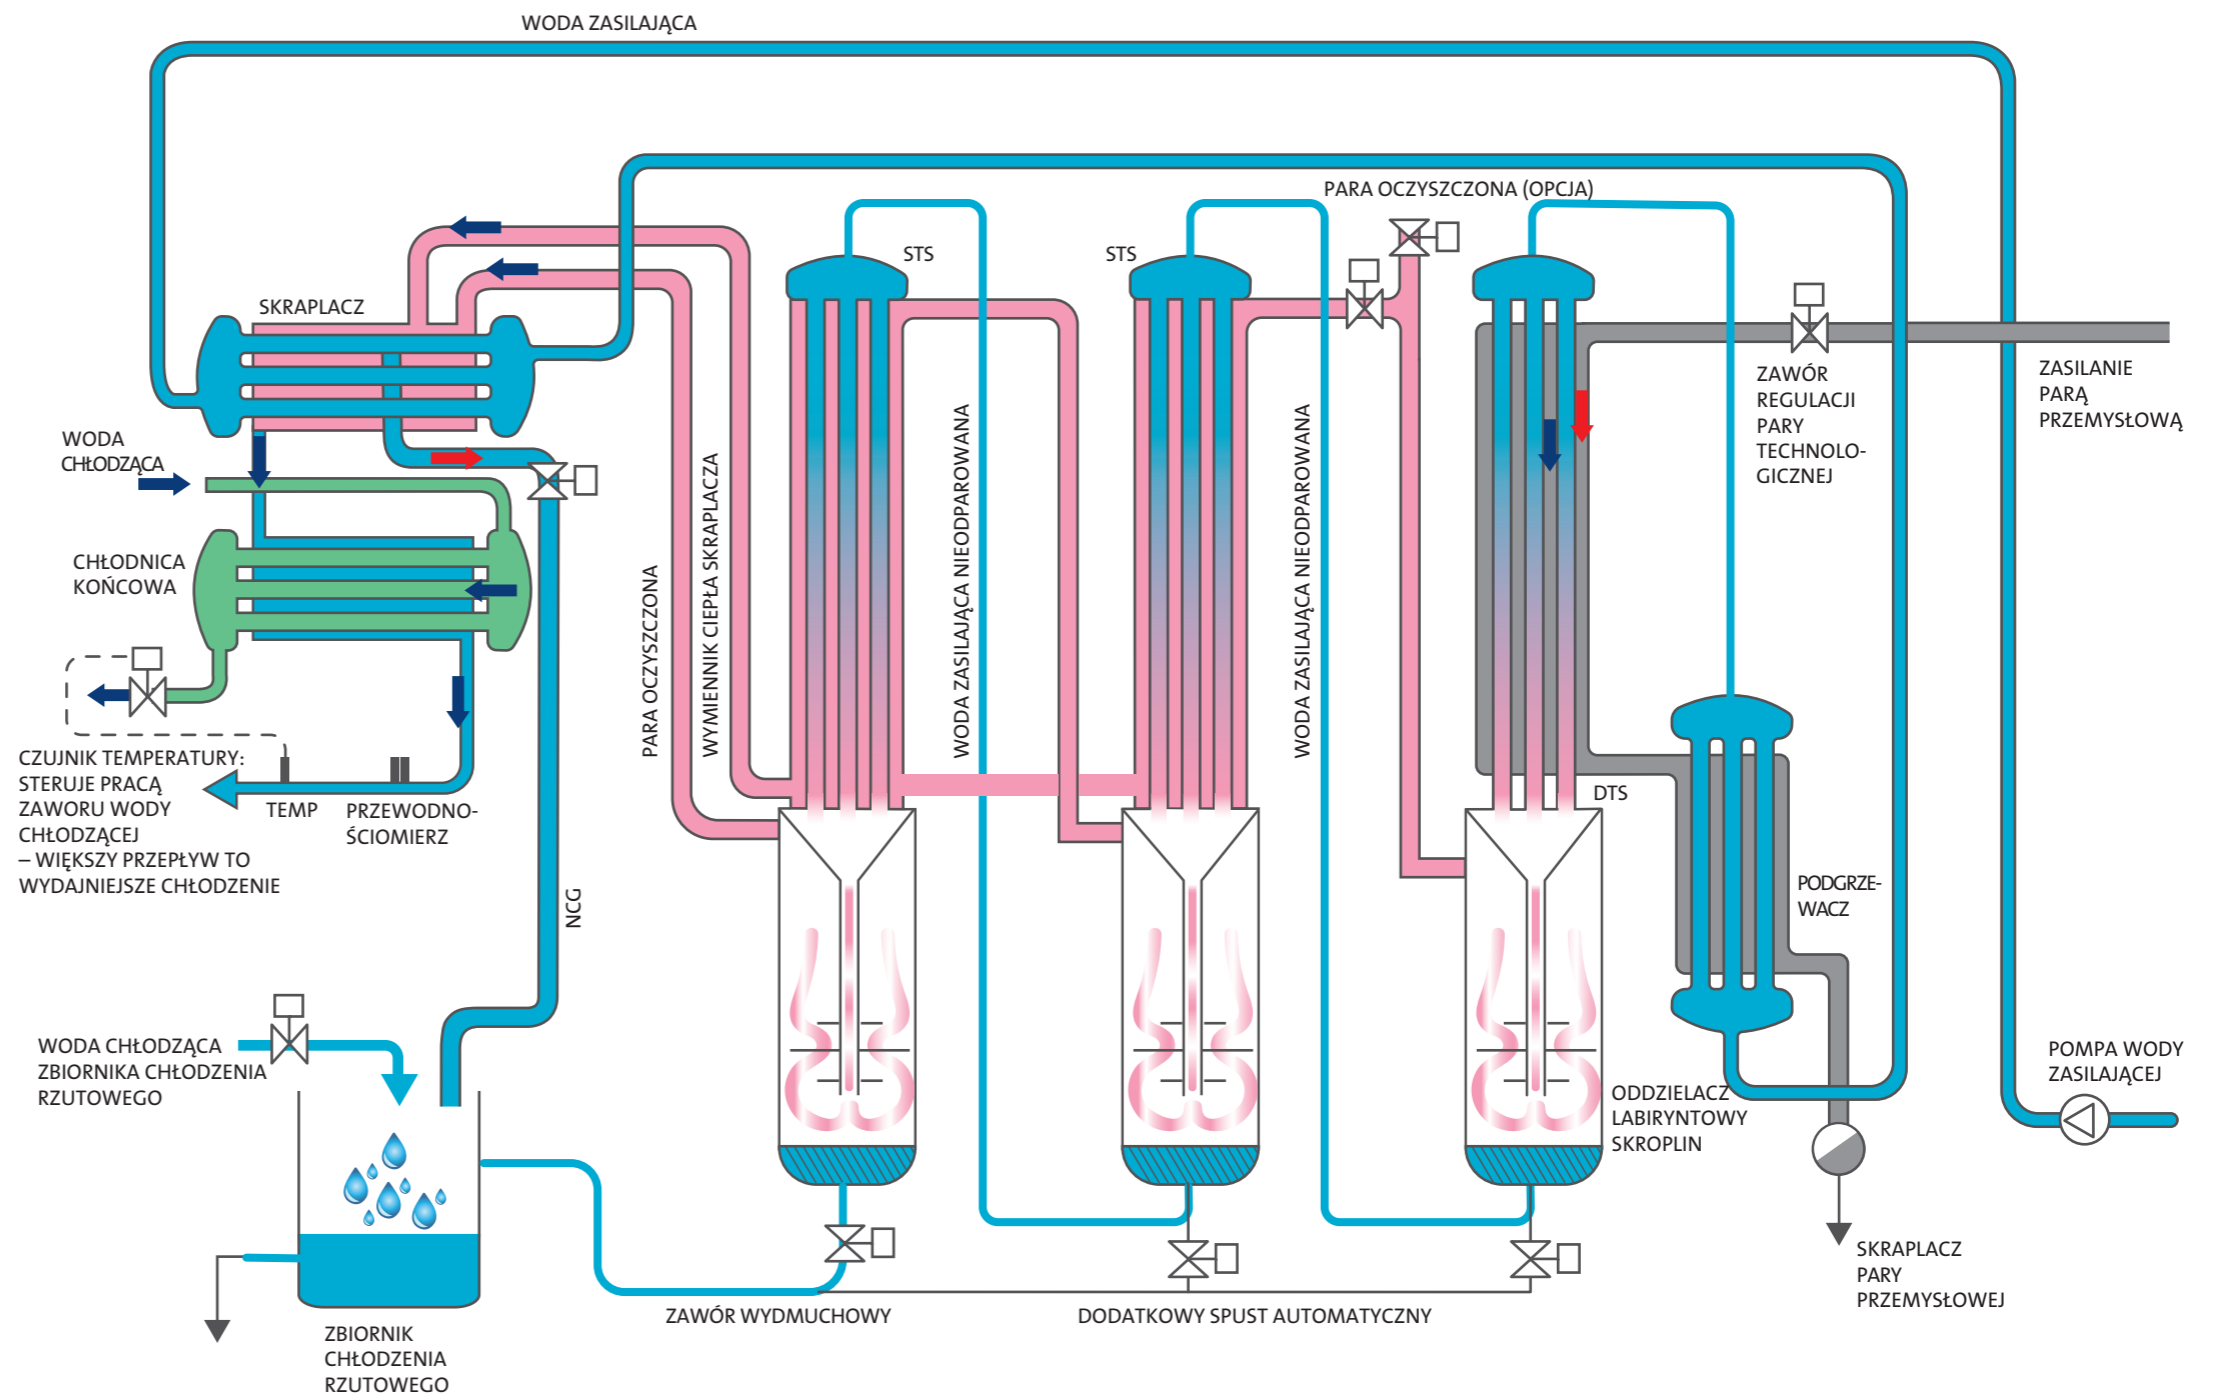 WODA ZASILAJĄCA
PARA OCZYSZCZONA (OPCJA)
STS
STS
SKRAPLACZ
ZAWÓR
REGULACJI
PARY
TECHNOLO-
GICZNEJ
ZASILANIE
PARĄ
PRZEMYSŁOWĄ
WODA
CHŁODZĄCA
CHŁODNICA
KOŃCOWA
PARA OCZYSZCZONA
WYMIENNIK CIEPŁA SKRAPLACZA
WODA ZASILAJĄCA NIEODPAROWANA
WODA ZASILAJĄCA NIEODPAROWANA
CZUJNIK TEMPERATURY:
STERUJE PRACĄ
ZAWORU WODY
CHŁODZĄCEJ
– WIĘKSZY PRZEPŁYW TO
WYDAJNIEJSZE CHŁODZENIE
TEMP
PRZEWODNO-
ŚCIOMIERZ
DTS
PODGRZE-
WACZ
NCG
WODA CHŁODZĄCA
ZBIORNIKA CHŁODZENIA
RZUTOWEGO
POMPA WODY
ZASILAJĄCEJ
ODDZIELACZ
LABIRYNTOWY
SKROPLIN
SKRAPLACZ
PARY
PRZEMYSŁOWEJ
ZAWÓR WYDMUCHOWY
DODATKOWY SPUST AUTOMATYCZNY
ZBIORNIK
CHŁODZENIA
RZUTOWEGO